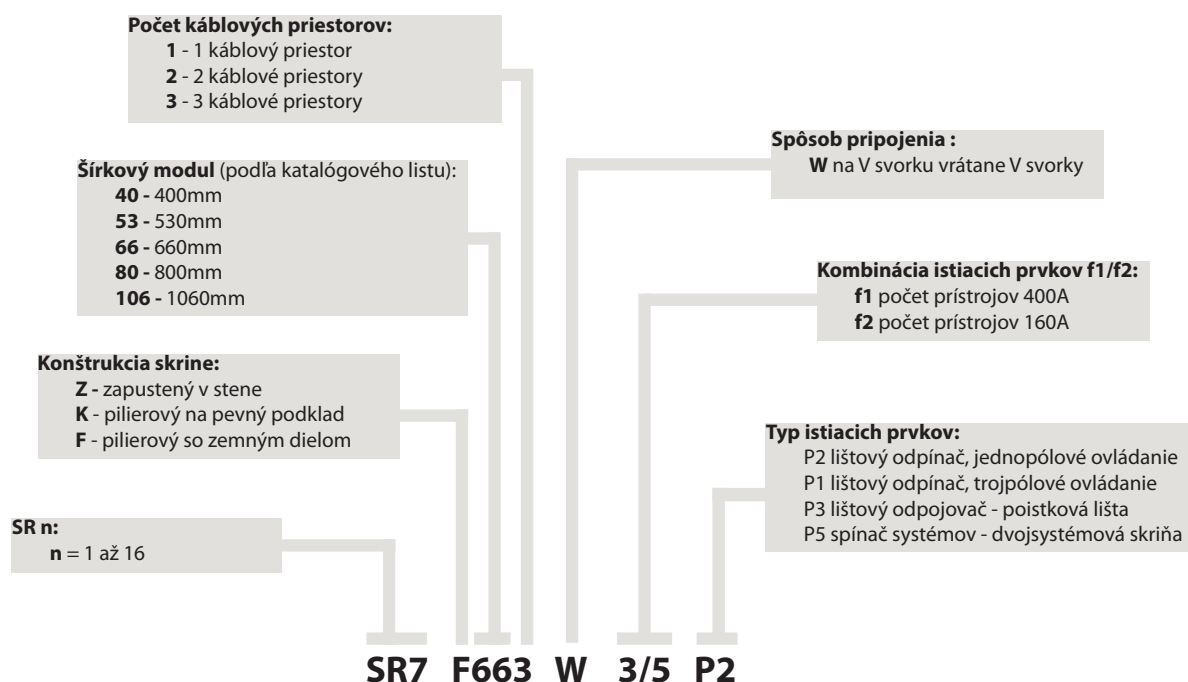 Počet káblových priestorov:
1 - 1 káblový priestor
2 - 2 káblové priestory
3 - 3 káblové priestory
Spôsob pripojenia :
W na V svorku vrátane V svorky
Šírkový modul (podľa katalógového listu):
40 - 400mm
53 - 530mm
66 - 660mm
80 - 800mm
106 - 1060mm
Kombinácia istiacich prvkov f1/f2:
f1 počet prístrojov 400A
f2 počet prístrojov 160A
Konštrukcia skrine:
Z - zapustený v stene
K - pilierový na pevný podklad
F - pilierový so zemným dielom
Typ istiacich prvkov:
P2 lištový odpínač, jednopólové ovládanie
P1 lištový odpínač, trojpólové ovládanie
P3 lištový odpojovač - poistková lišta
P5 spínač systémov - dvojsystémová skriňa
SR n:
n = 1 až 16
SR7 F663 W 3/5 P2